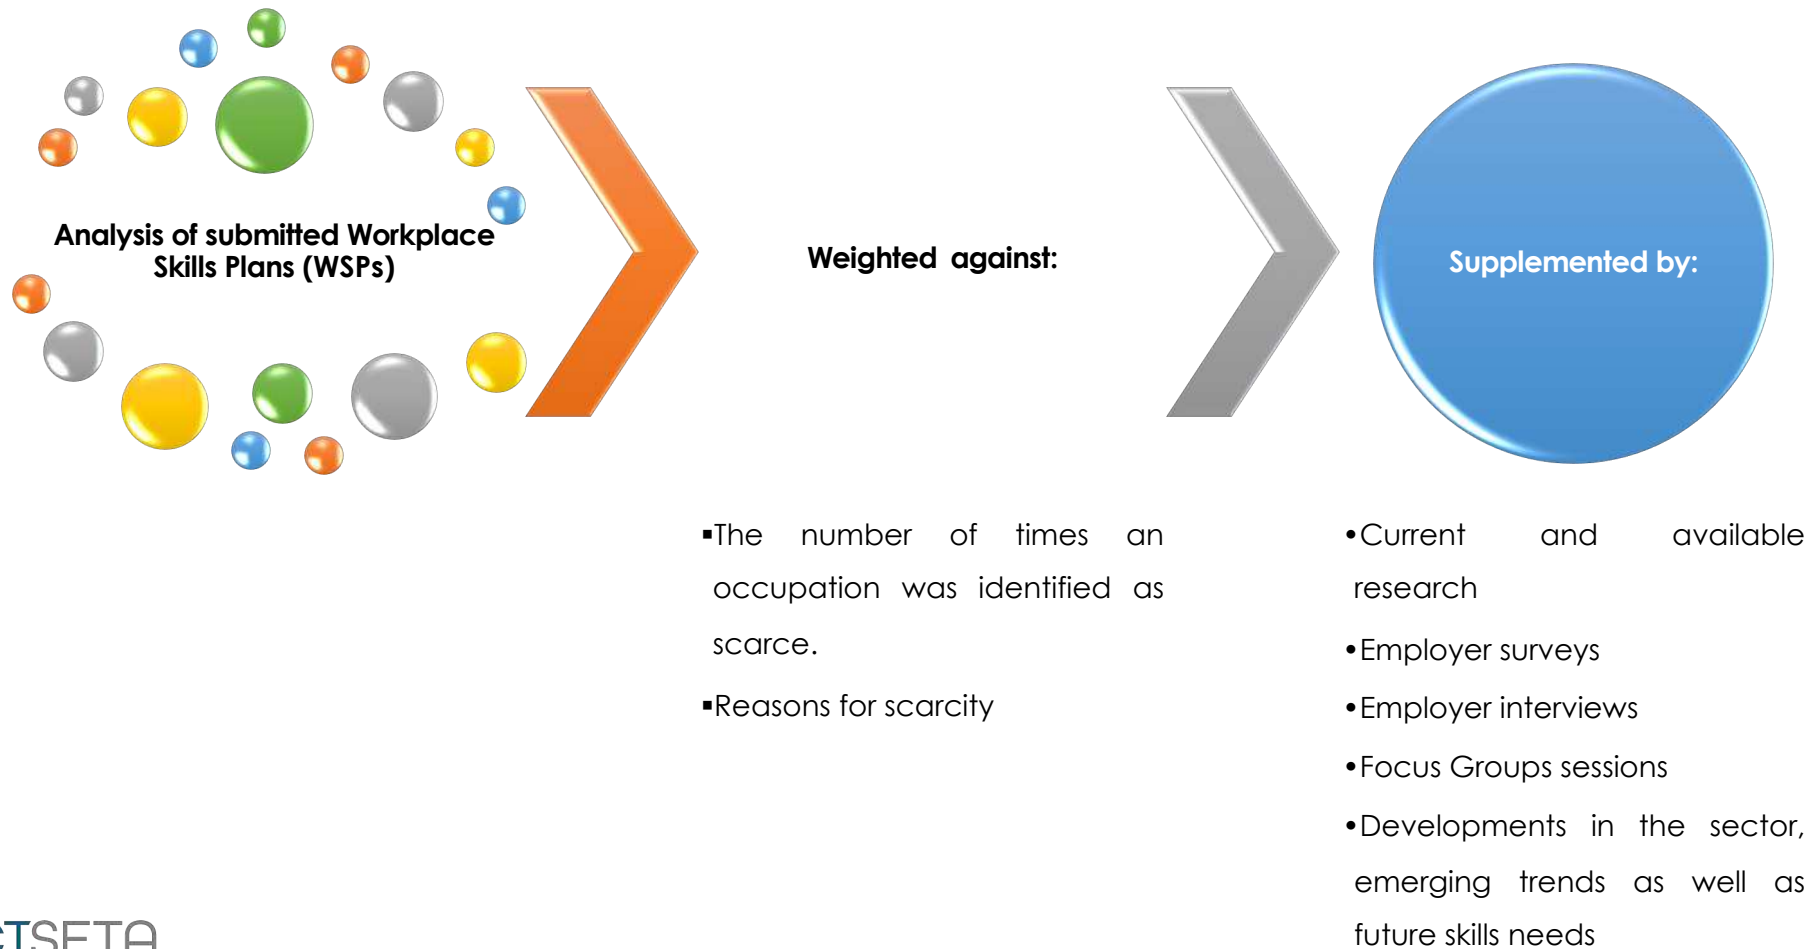 Analysis of submitted Workplace
Skills Plans (WSPs)
Weighted against:
Supplemented by:
▪The number of times an
occupation was identified as
scarce.
▪Reasons for scarcity
•Current and available
research
•Employer surveys
•Employer interviews
•Focus Groups sessions
•Developments in the sector,
emerging trends as well as
future skills needs